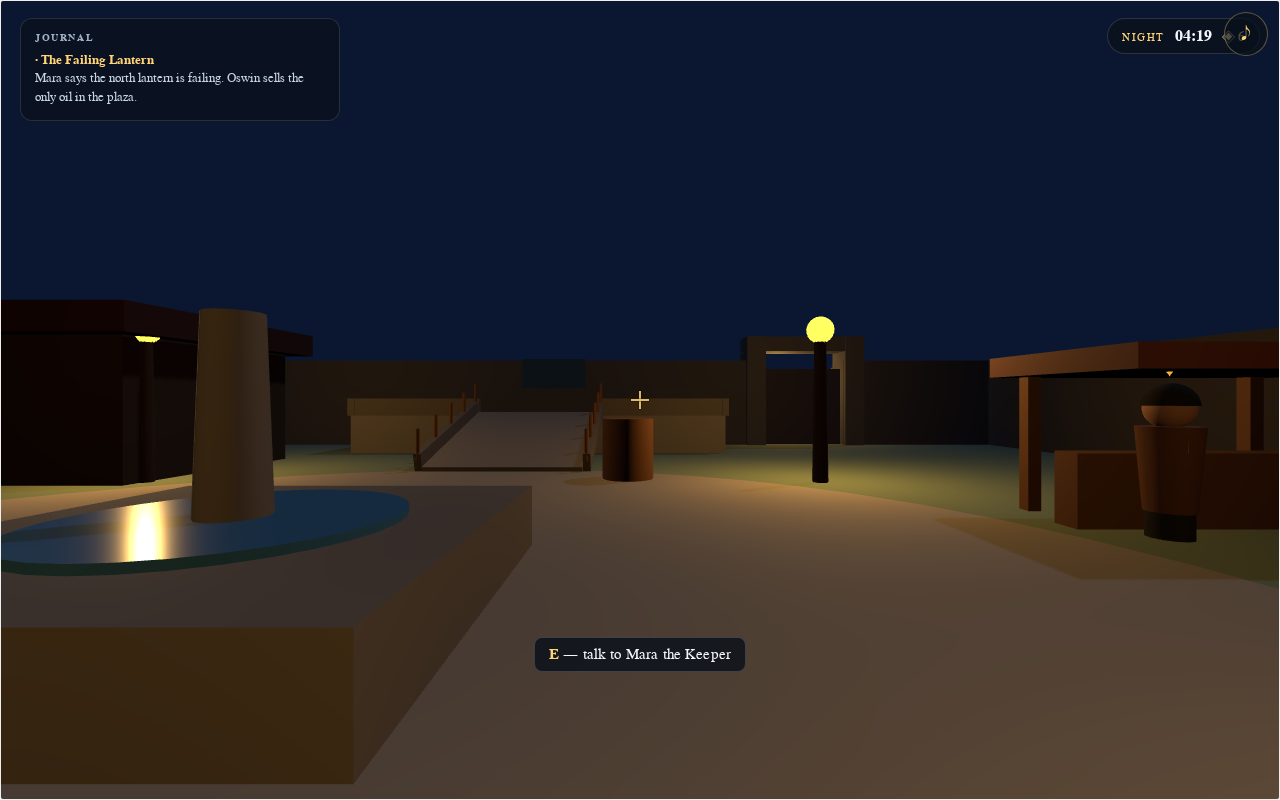 JOURNAL
· The Failing Lantern
Mara says the north lantern is failing. Oswin sells the
only oil in the plaza.
NIGHT 04:19
E — talk to Mara the Keeper